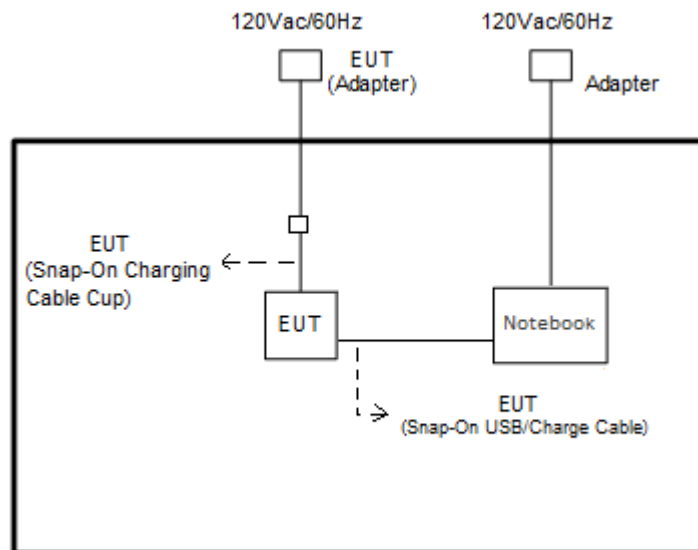 120Vac/60Hz
120Vac/60Hz
EUT
(Adapter)
Adapter
EUT
(Snap-On Charging
Cable Cup)
EUT
Notebook
EUT
(Snap-On USB/Charge Cable)